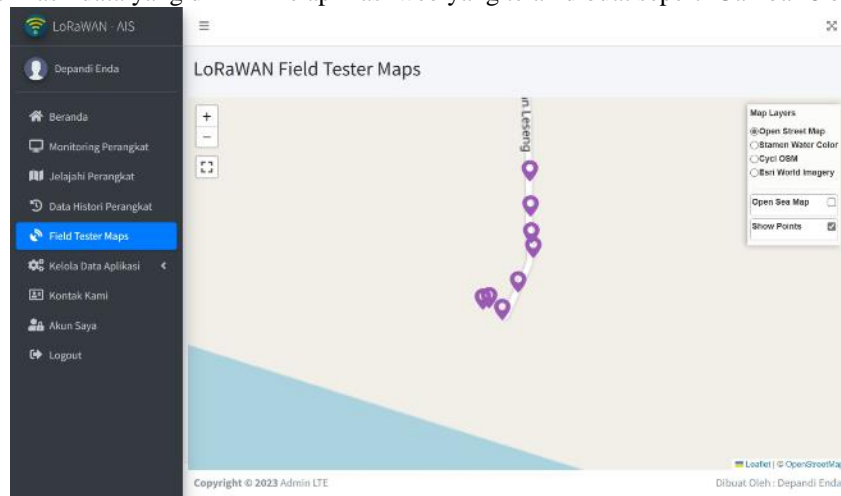 LoRaWAN - AIS
Depandi Enda
Beranda
Monitoring Perangkat
Jelajahi Perangkat
Data Histori Perangkat
Field Tester Maps
Kelola Data Aplikasi
Kontak Kami
Akun Saya
Logout
LoRaWAN Field Tester Maps
+
−
n Leseng
Map Layers
Open Street Map
Stamen Water Color
Cycl OSM
Esri World Imagery
Open Sea Map
Show Points
Leaflet | © OpenStreetMa
Copyright © 2023 Admin LTE
Dibuat Oleh : Depandi Enda